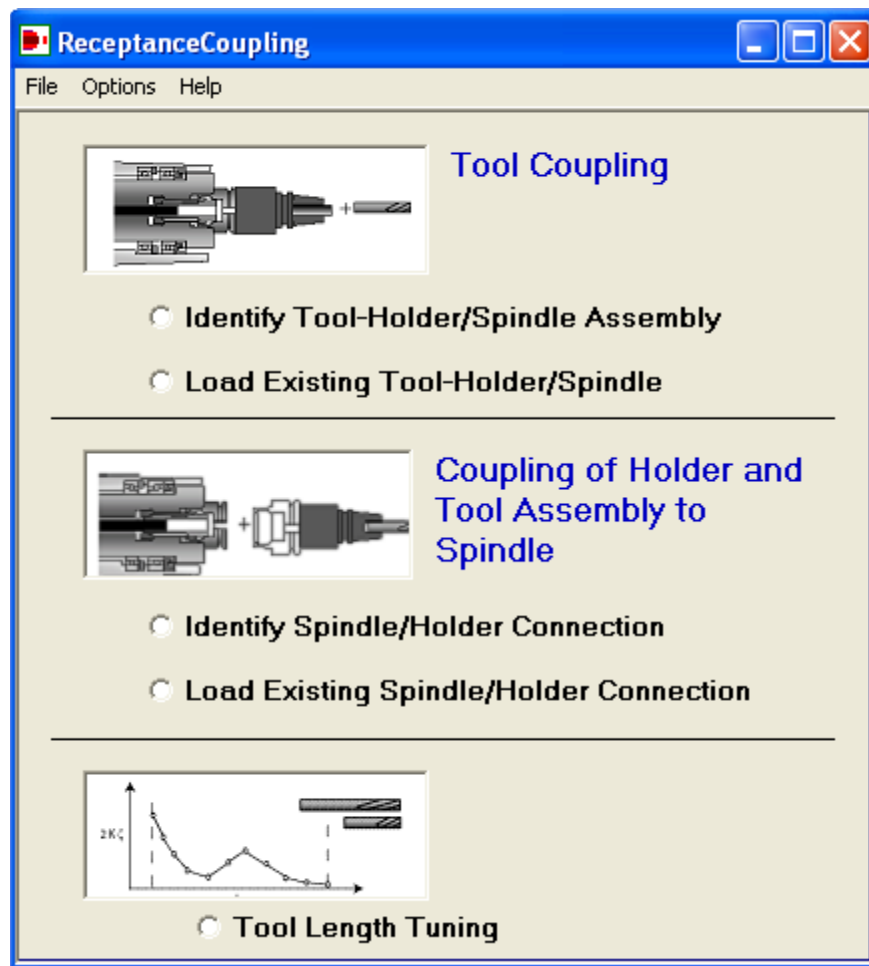 ReceptanceCoupling
File Options Help
Tool Coupling
+
Identify Tool-Holder/Spindle Assembly
Load Existing Tool-Holder/Spindle
Coupling of Holder and
Tool Assembly to
Spindle
+
Identify Spindle/Holder Connection
Load Existing Spindle/Holder Connection
2Kζ
Tool Length Tuning